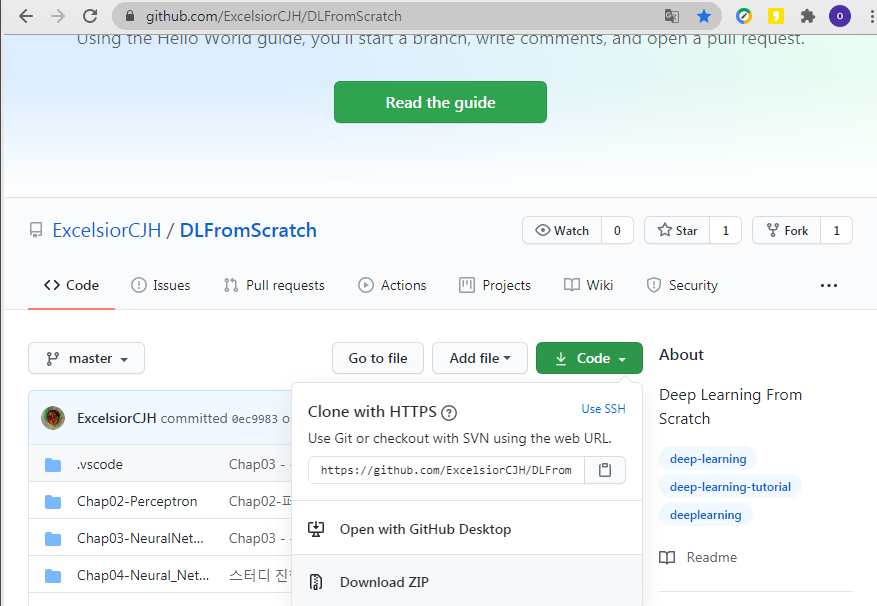 github.com/ExcelsiorCJH/DLFromScratch
O
Using the Hello World guide, you'll start a branch, write comments, and open a pull request.
Read the guide
ExcelsiorCJH / DLFromScratch
Watch 0 Star 1 Fork 1
Code Issues Pull requests Actions Projects Wiki Security ...
master Go to file Add file Code
ExcelsiorCJH committed 0ec9983 o
.vscode Chap03 -
Chap02-Perceptron Chap02-퍼
Chap03-NeuralNet... Chap03 -
Chap04-Neural_Net... 스터디 진
Clone with HTTPS ?
Use SSH
Use Git or checkout with SVN using the web URL.
https://github.com/ExcelsiorCJH/DLFrom
Open with GitHub Desktop
Download ZIP
About
Deep Learning From
Scratch
deep-learning
deep-learning-tutorial
deeplearning
Readme